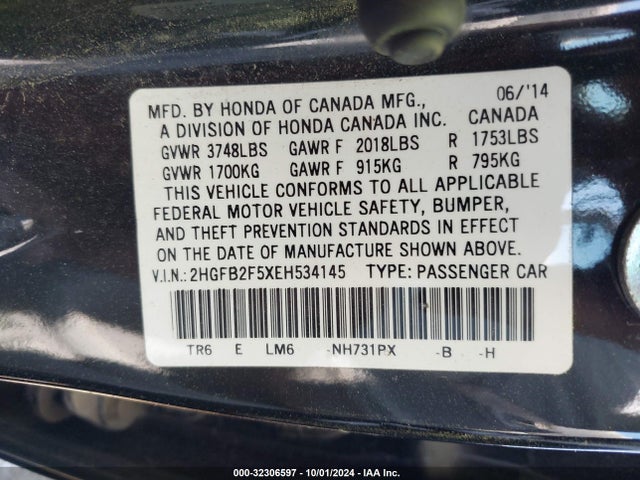 MFD. BY HONDA OF CANADA MFG., 06/'14
A DIVISION OF HONDA CANADA INC. CANADA
GVWR 3748LBS GAWR F 2018LBS R 1753LBS
GVWR 1700KG GAWR F 915KG R 795KG
THIS VEHICLE CONFORMS TO ALL APPLICABLE
FEDERAL MOTOR VEHICLE SAFETY, BUMPER,
AND THEFT PREVENTION STANDARDS IN EFFECT
ON THE DATE OF MANUFACTURE SHOWN ABOVE.
V.I.N.: 2HGFB2F5XEH534145 TYPE: PASSENGER CAR
TR6 E LM6 -NH731PX -B -H
000-32306597 - 10/01/2024 - IAA Inc.